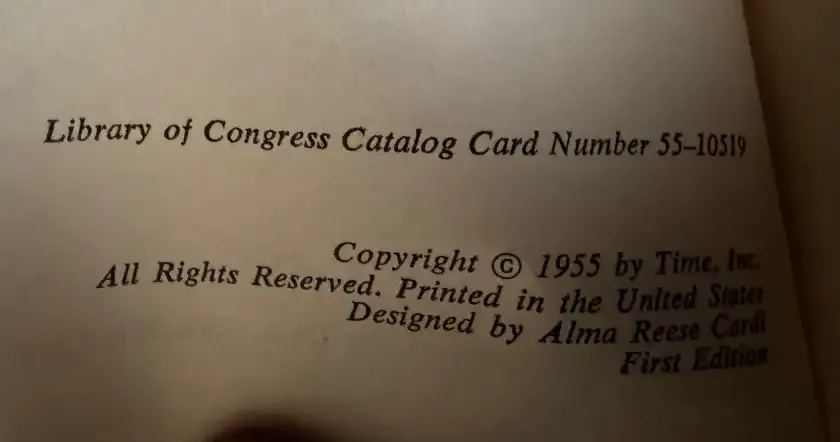 Library of Congress Catalog Card Number 55–10519
Copyright © 1955 by Time, Inc.
All Rights Reserved. Printed in the United States
Designed by Alma Reese Cardi
First Edition